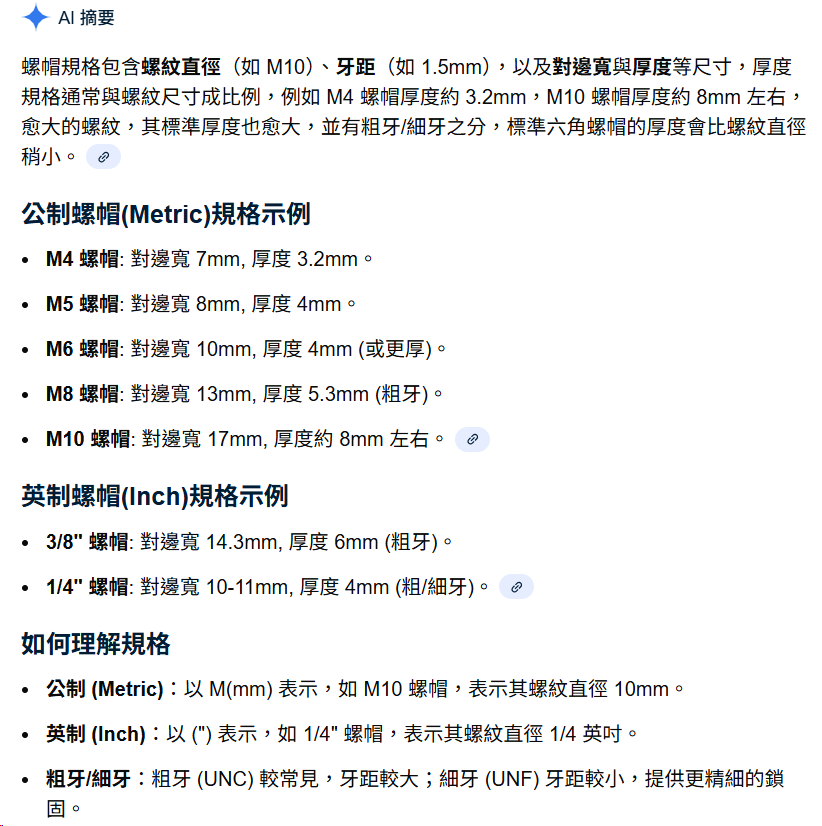 AI 摘要
螺帽規格包含螺紋直徑（如 M10）、牙距（如 1.5mm），以及對邊寬與厚度等尺寸，厚度
規格通常與螺紋尺寸成比例，例如 M4 螺帽厚度約 3.2mm，M10 螺帽厚度約 8mm 左右，
愈大的螺紋，其標準厚度也愈大，並有粗牙/細牙之分，標準六角螺帽的厚度會比螺紋直徑
稍小。
公制螺帽(Metric)規格示例
• M4 螺帽: 對邊寬 7mm, 厚度 3.2mm。
• M5 螺帽: 對邊寬 8mm, 厚度 4mm。
• M6 螺帽: 對邊寬 10mm, 厚度 4mm (或更厚)。
• M8 螺帽: 對邊寬 13mm, 厚度 5.3mm (粗牙)。
• M10 螺帽: 對邊寬 17mm, 厚度約 8mm 左右。
英制螺帽(Inch)規格示例
• 3/8" 螺帽: 對邊寬 14.3mm, 厚度 6mm (粗牙)。
• 1/4" 螺帽: 對邊寬 10-11mm, 厚度 4mm (粗/細牙)。
如何理解規格
• 公制 (Metric)：以 M(mm) 表示，如 M10 螺帽，表示其螺紋直徑 10mm。
• 英制 (Inch)：以 (") 表示，如 1/4" 螺帽，表示其螺紋直徑 1/4 英吋。
• 粗牙/細牙：粗牙 (UNC) 較常見，牙距較大；細牙 (UNF) 牙距較小，提供更精細的鎖
固。